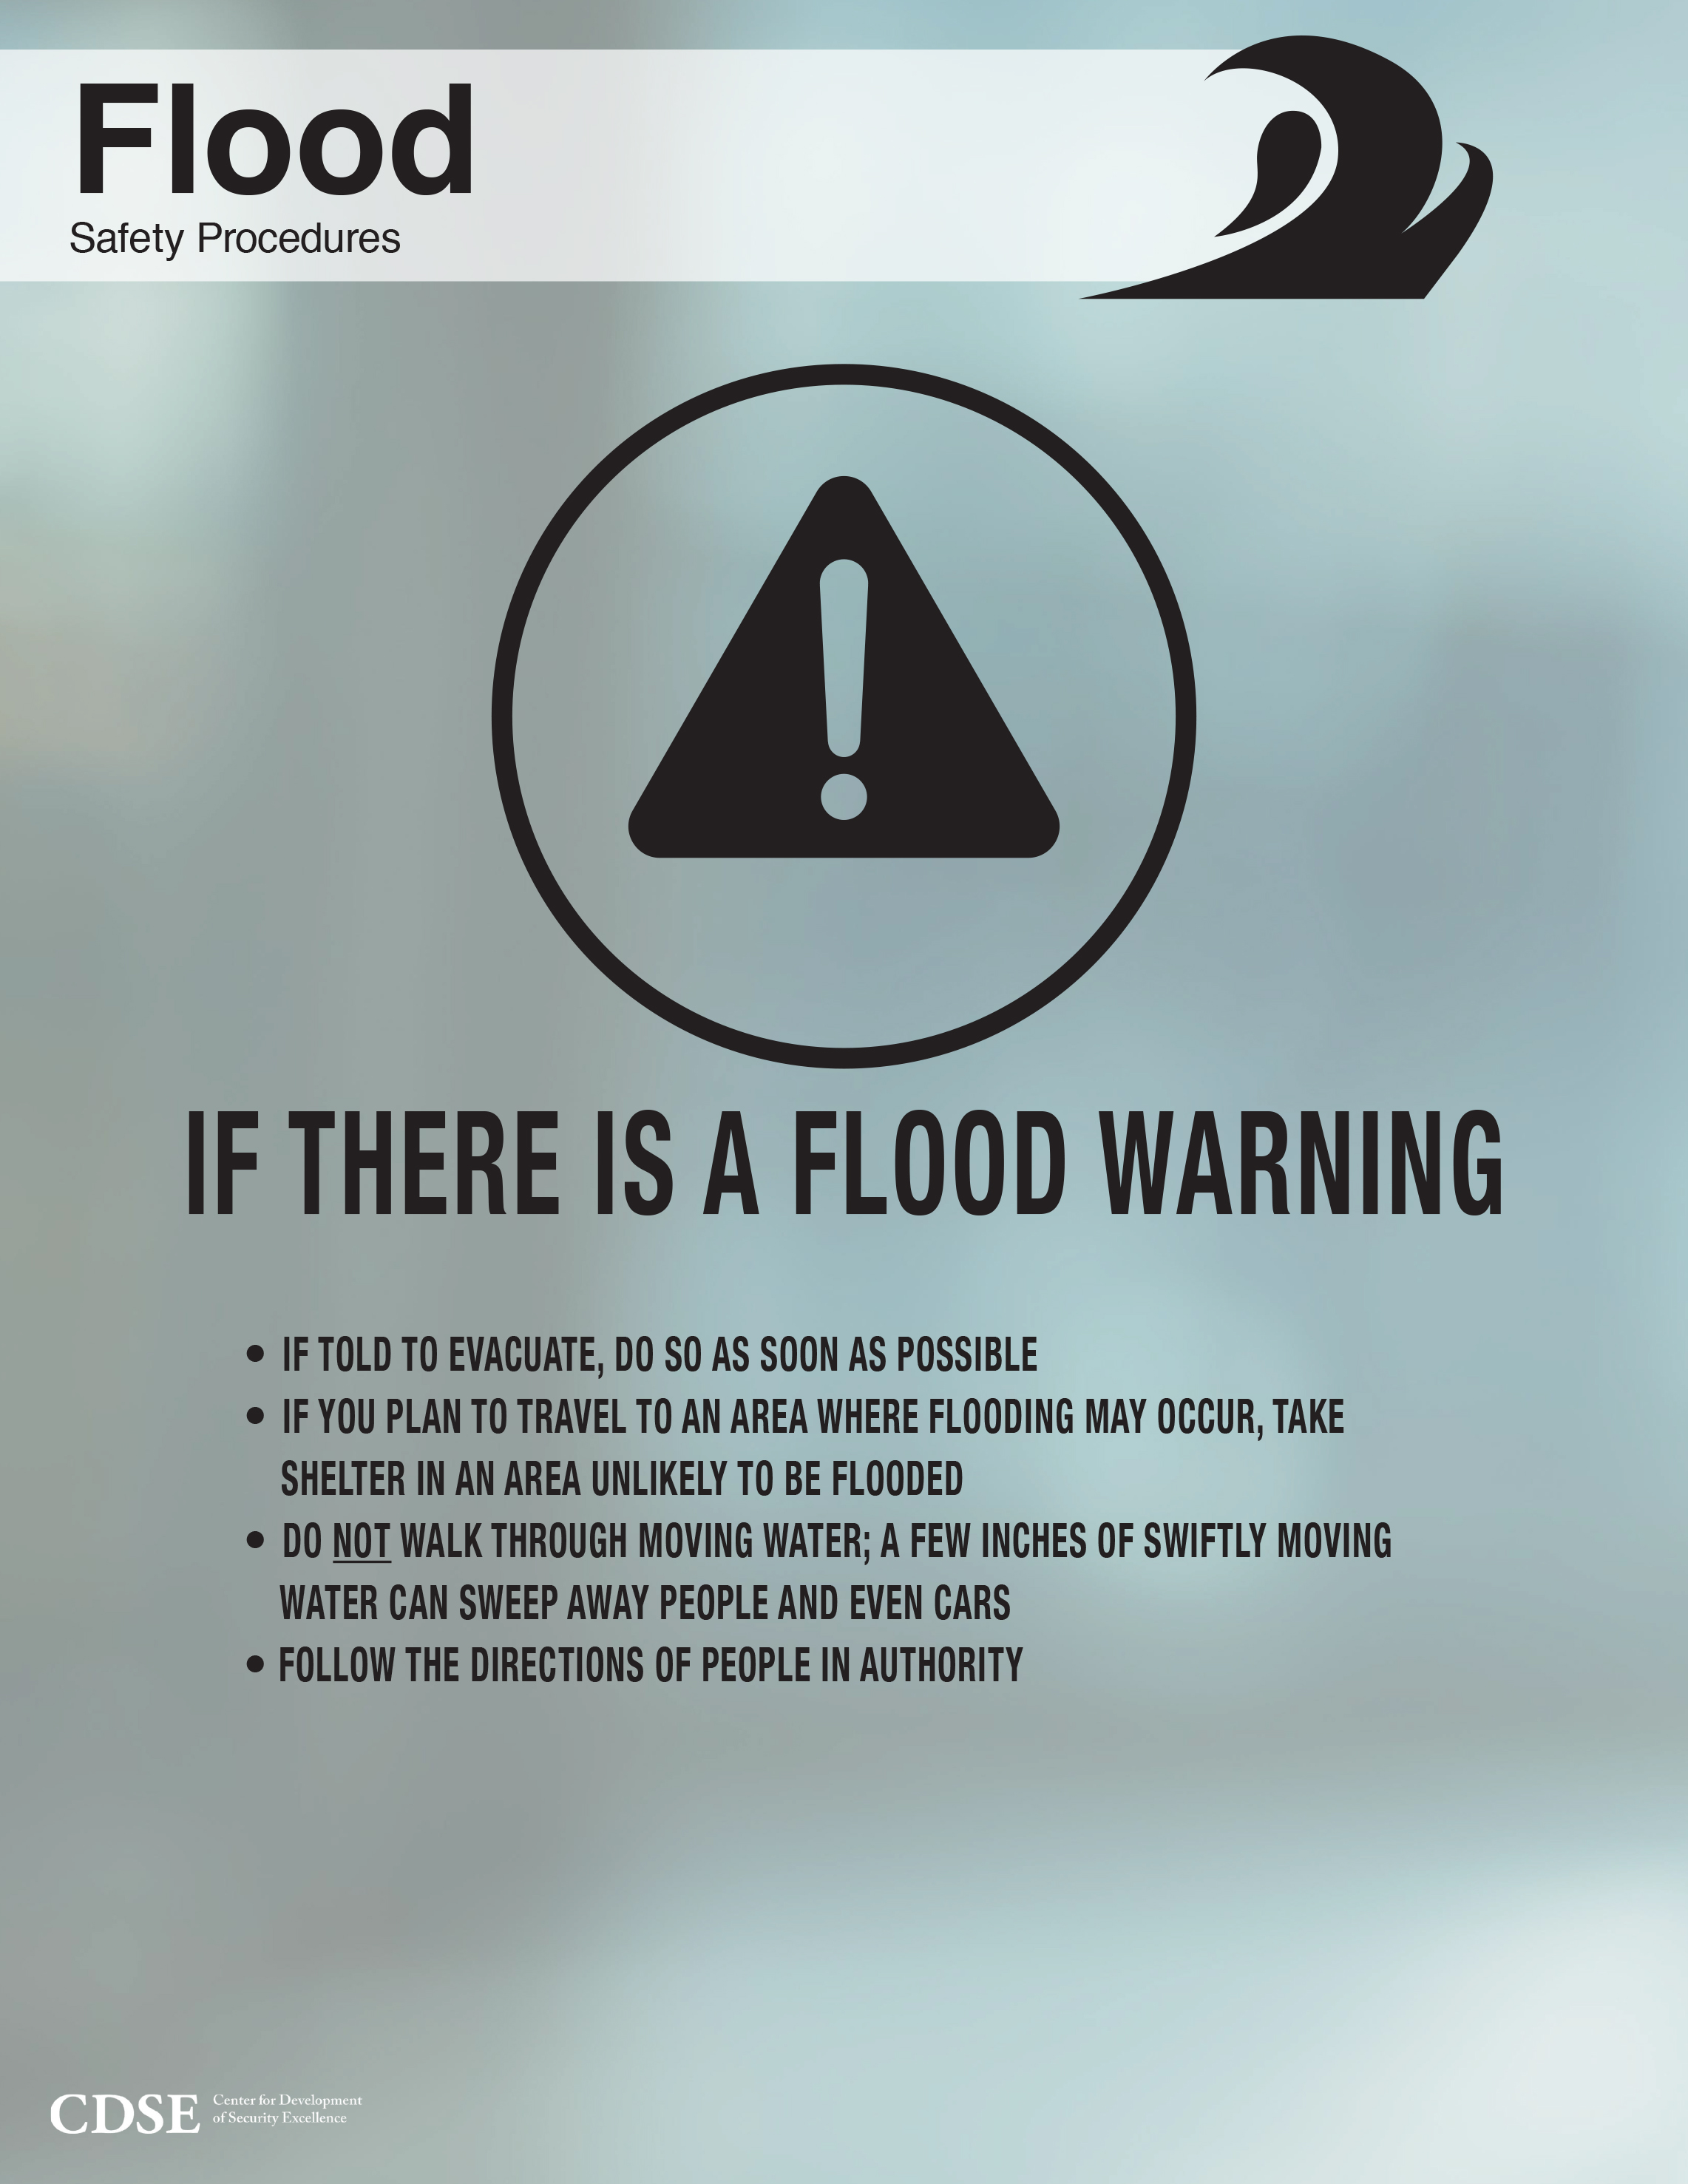 Flood
Safety Procedures
IF THERE IS A FLOOD WARNING
• IF TOLD TO EVACUATE, DO SO AS SOON AS POSSIBLE
• IF YOU PLAN TO TRAVEL TO AN AREA WHERE FLOODING MAY OCCUR, TAKE
SHELTER IN AN AREA UNLIKELY TO BE FLOODED
• DO NOT WALK THROUGH MOVING WATER; A FEW INCHES OF SWIFTLY MOVING
WATER CAN SWEEP AWAY PEOPLE AND EVEN CARS
• FOLLOW THE DIRECTIONS OF PEOPLE IN AUTHORITY
CDSE Center for Development
of Security Excellence